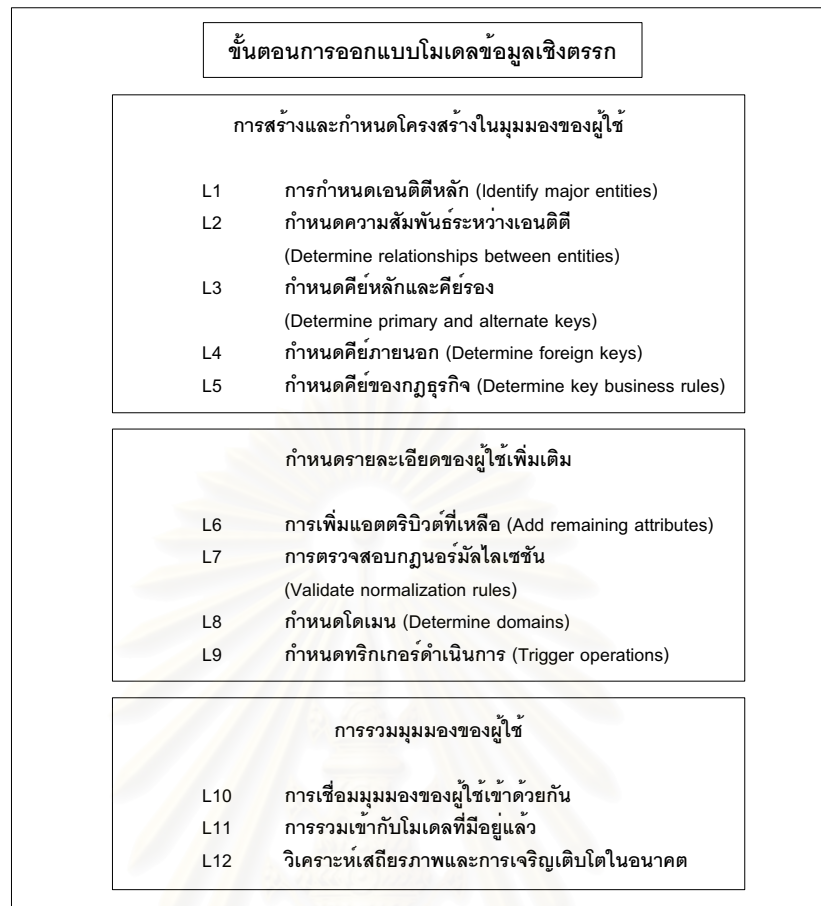 ขั้นตอนการออกแบบโมเดลข้อมูลเชิงตรรก
การสร้างและกำหนดโครงสร้างในมุมมองของผู้ใช้
L1 การกำหนดเอนติตีหลัก (Identify major entities)
L2 กำหนดความสัมพันธ์ระหว่างเอนติตี
(Determine relationships between entities)
L3 กำหนดคีย์หลักและคีย์รอง
(Determine primary and alternate keys)
L4 กำหนดคีย์ภายนอก (Determine foreign keys)
L5 กำหนดคีย์ของกฎธุรกิจ (Determine key business rules)
กำหนดรายละเอียดของผู้ใช้เพิ่มเติม
L6 การเพิ่มแอตตริบิวต์ที่เหลือ (Add remaining attributes)
L7 การตรวจสอบกฎนอร์มัลไลเซชัน
(Validate normalization rules)
L8 กำหนดโดเมน (Determine domains)
L9 กำหนดทริกเกอร์ดำเนินการ (Trigger operations)
การรวมมุมมองของผู้ใช้
L10 การเชื่อมมุมมองของผู้ใช้เข้าด้วยกัน
L11 การรวมเข้ากับโมเดลที่มีอยู่แล้ว
L12 วิเคราะห์เสถียรภาพและการเจริญเติบโตในอนาคต